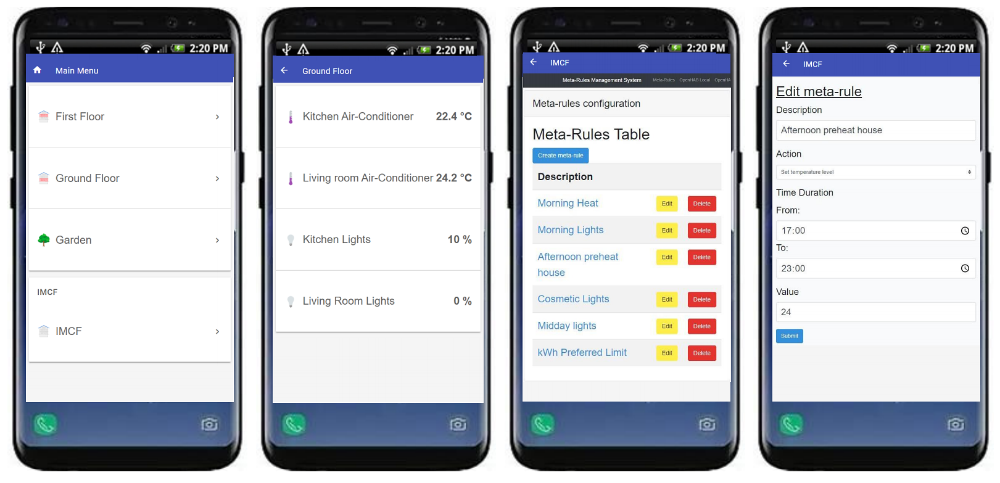 2:20 PM
Main Menu
First Floor
Ground Floor
Garden
IMCF
IMCF
2:20 PM
Ground Floor
Kitchen Air-Conditioner 22.4 °C
Living room Air-Conditioner 24.2 °C
Kitchen Lights 10 %
Living Room Lights 0 %
2:20 PM
IMCF
Meta-Rules Management System Meta-Rules OpenHAB Local OpenHA
Meta-rules configuration
Meta-Rules Table
Create meta-rule
Description
Morning Heat Edit Delete
Morning Lights Edit Delete
Afternoon preheat Edit Delete
house
Cosmetic Lights Edit Delete
Midday lights Edit Delete
kWh Preferred Limit Edit Delete
2:20 PM
IMCF
Edit meta-rule
Description
Afternoon preheat house
Action
Set temperature level
Time Duration
From:
17:00
To:
23:00
Value
24
Submit